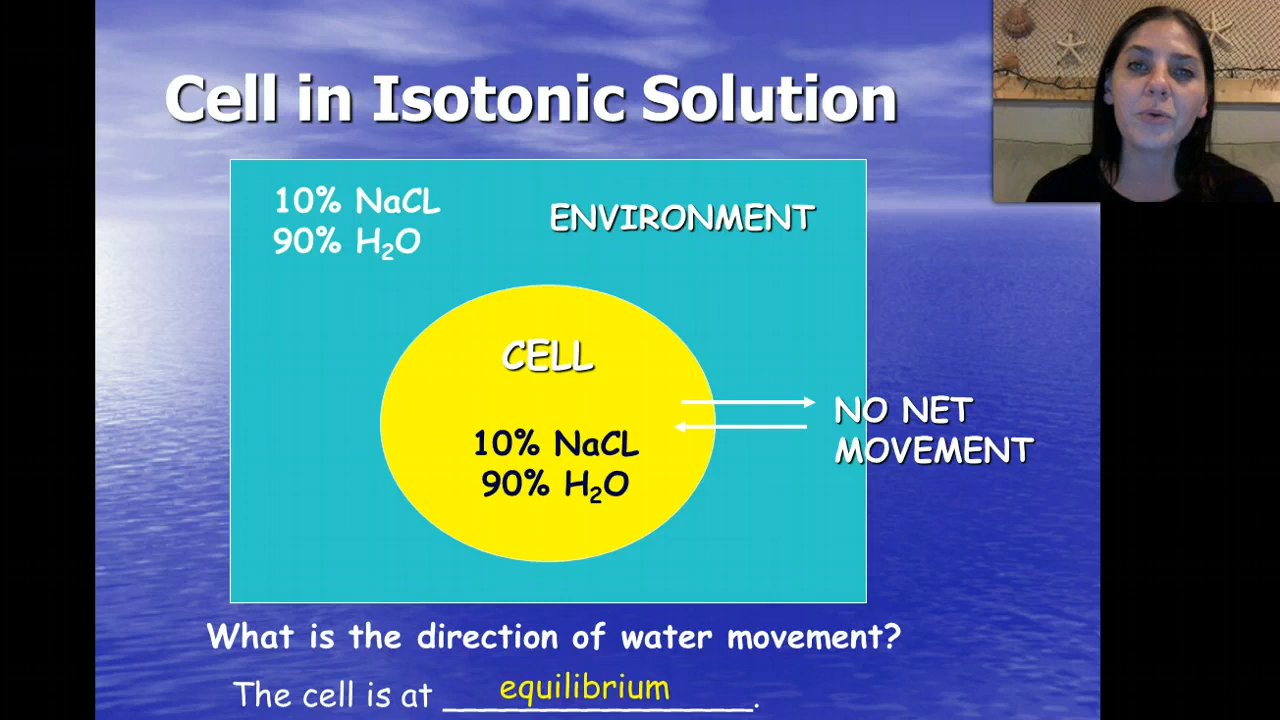 Cell in Isotonic Solution
10% NaCL
90% H₂O
ENVIRONMENT
CELL
10% NaCL
90% H₂O
NO NET
MOVEMENT
What is the direction of water movement?
The cell is at equilibrium.